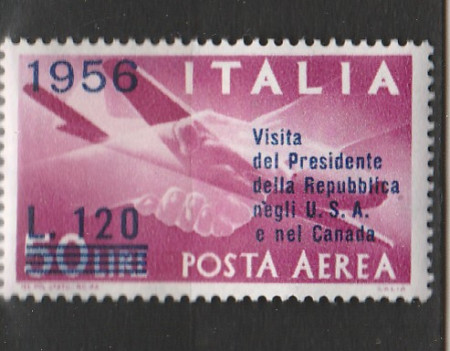 1956 ITALIA
Visita
del Presidente
della Repubblica
negli U. S. A.
e nel Canada
L. 120
50 LIRE
POSTA AEREA